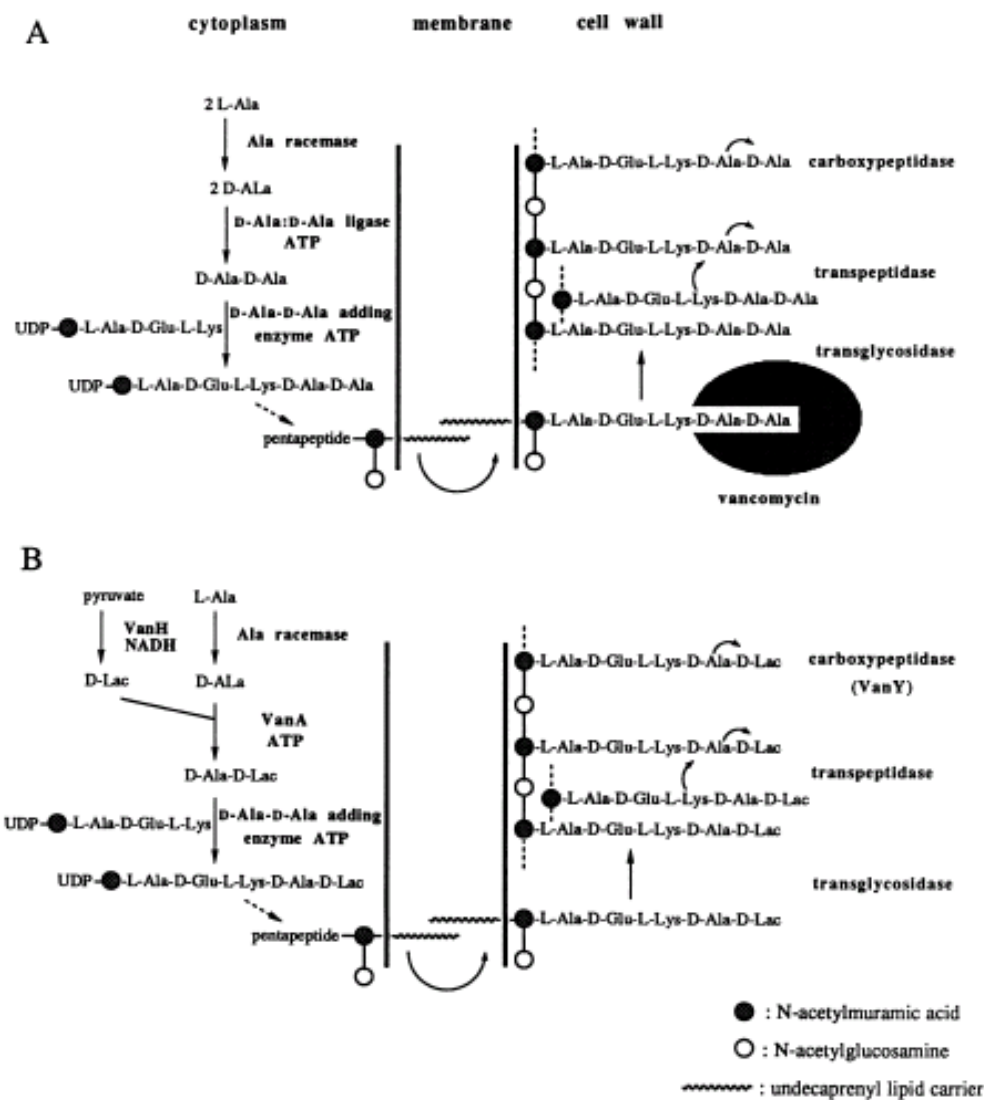 A
cytoplasm membrane cell wall
2 L-Ala
Ala racemase
2 D-ALa
D-Ala:D-Ala ligase
ATP
D-Ala-D-Ala
UDP L-Ala-D-Glu-L-Lys
D-Ala-D-Ala adding
enzyme ATP
UDP L-Ala-D-Glu-L-Lys-D-Ala-D-Ala
pentapeptide
L-Ala-D-Glu-L-Lys-D-Ala-D-Ala carboxypeptidase
L-Ala-D-Glu-L-Lys-D-Ala-D-Ala
transpeptidase
L-Ala-D-Glu-L-Lys-D-Ala-D-Ala
L-Ala-D-Glu-L-Lys-D-Ala-D-Ala
transglycosidase
L-Ala-D-Glu-L-Lys-D-Ala-D-Ala
vancomycin
B
pyruvate L-Ala
VanH
NADH
Ala racemase
D-Lac D-ALa
VanA
ATP
D-Ala-D-Lac
UDP L-Ala-D-Glu-L-Lys
D-Ala-D-Ala adding
enzyme ATP
UDP L-Ala-D-Glu-L-Lys-D-Ala-D-Lac
pentapeptide
L-Ala-D-Glu-L-Lys-D-Ala-D-Lac carboxypeptidase
(VanY)
L-Ala-D-Glu-L-Lys-D-Ala-D-Lac
transpeptidase
L-Ala-D-Glu-L-Lys-D-Ala-D-Lac
L-Ala-D-Glu-L-Lys-D-Ala-D-Lac
transglycosidase
L-Ala-D-Glu-L-Lys-D-Ala-D-Lac
: N-acetylmuramic acid
: N-acetylglucosamine
: undecaprenyl lipid carrier